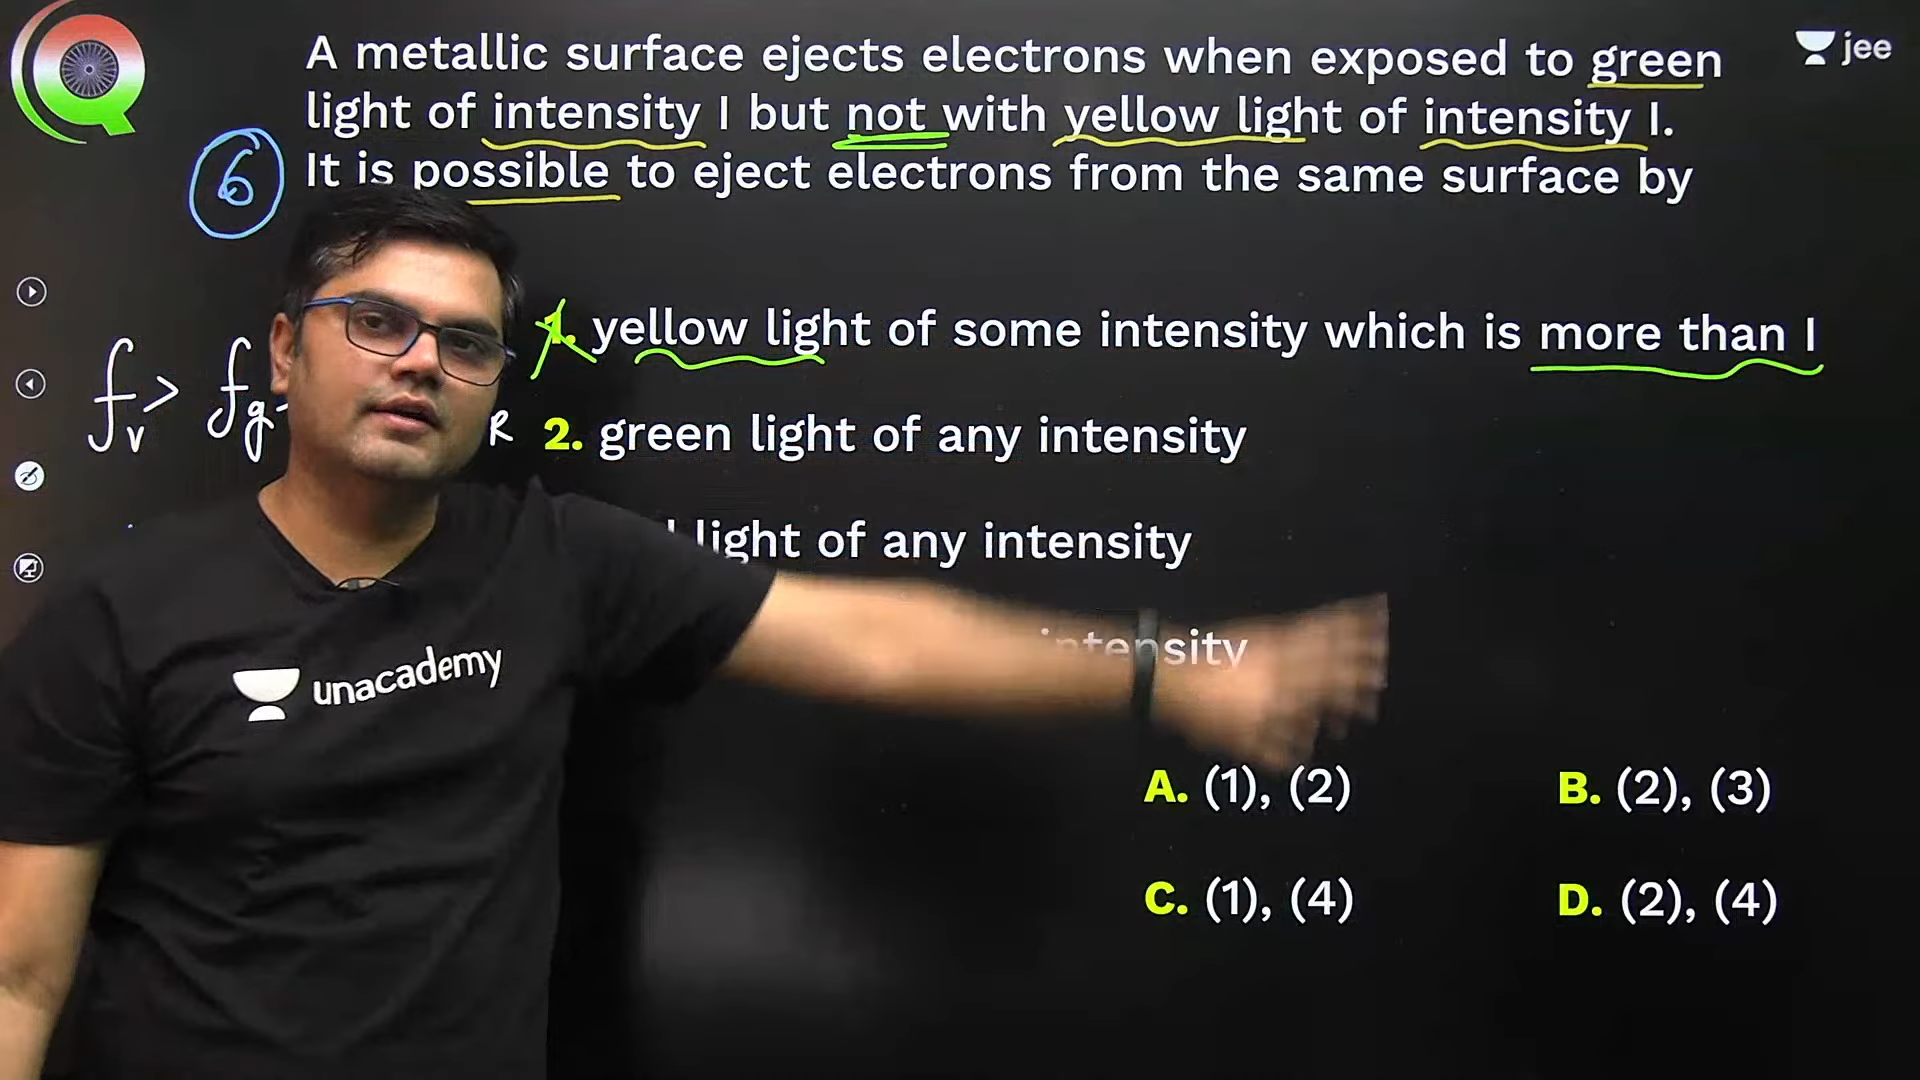 A metallic surface ejects electrons when exposed to green
jee
light of intensity I but not with yellow light of intensity I.
6
It is possible to eject electrons from the same surface by
1. yellow light of some intensity which is more than I
fv > fg
R
2. green light of any intensity
light of any intensity
intensity
unacademy
A. (1), (2)
B. (2), (3)
C. (1), (4)
D. (2), (4)